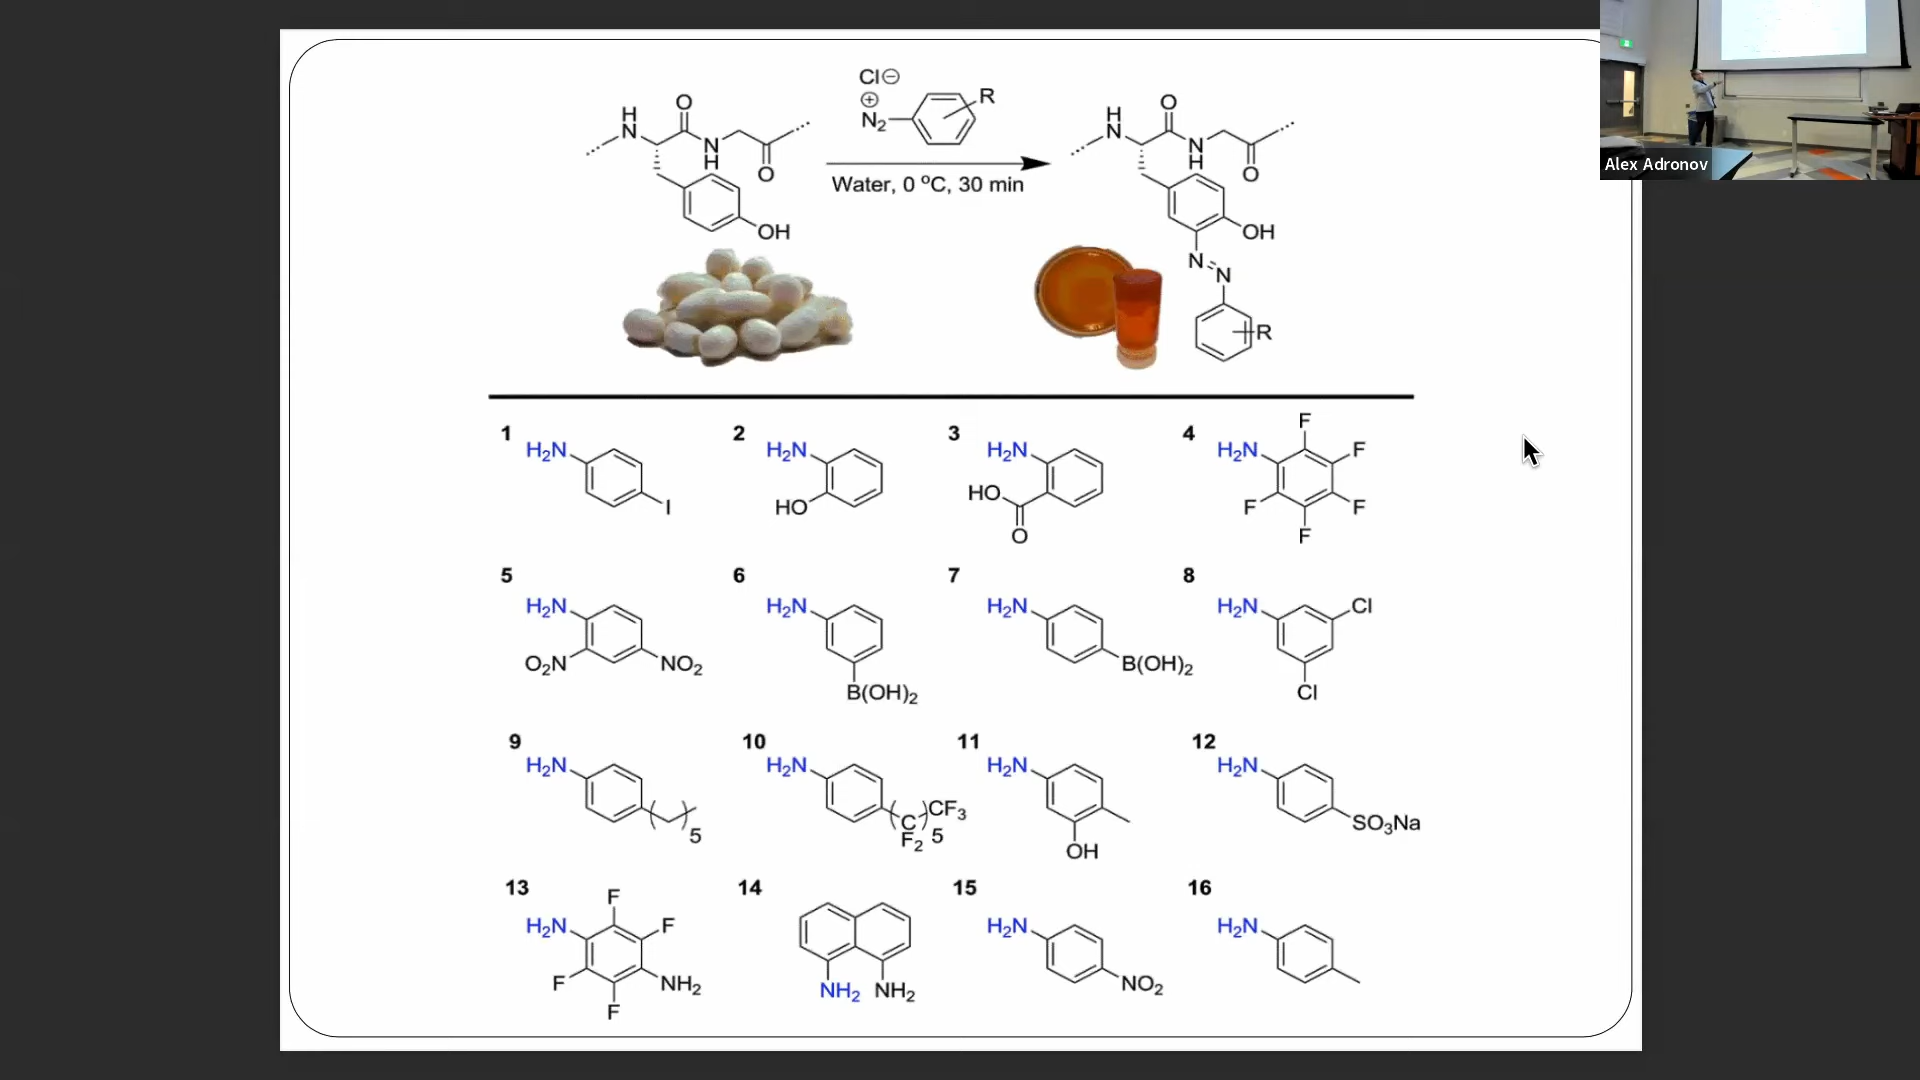 Cl⊖
⊕
N2
R
H
N
O
N
H
O
OH
Water, 0 ºC, 30 min
H
N
O
N
H
O
OH
N
N
R
1
H2N
I
2
H2N
HO
3
H2N
HO
O
4
H2N
F
F
F
F
F
5
H2N
O2N
NO2
6
H2N
B(OH)2
7
H2N
B(OH)2
8
H2N
Cl
Cl
9
H2N
5
10
H2N
CF3
C
F2
5
11
H2N
OH
12
H2N
SO3Na
13
H2N
F
F
F
F
NH2
14
NH2
NH2
15
H2N
NO2
16
H2N
Alex Adronov